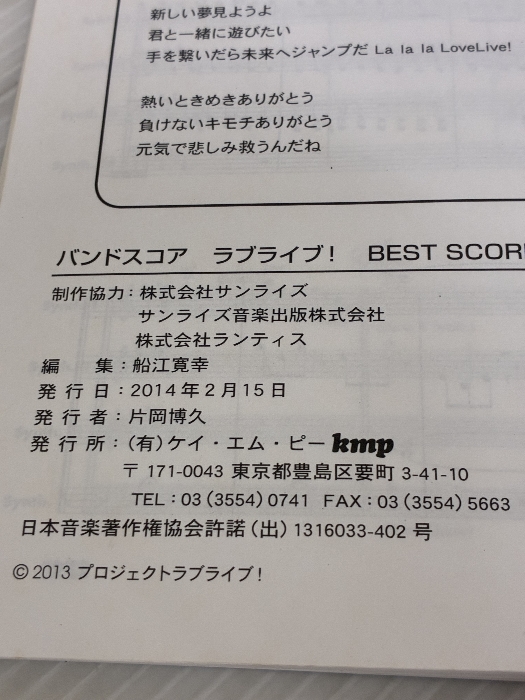 新しい夢見ようよ
君と一緒に遊びたい
手を繋いだら未来へジャンプだ La la la LoveLive!
熱いときめきありがとう
負けないキモチありがとう
元気で悲しみ救うんだね
バンドスコア ラブライブ! BEST SCOR
制作協力:株式会社サンライズ
サンライズ音楽出版株式会社
株式会社ランティス
編 集:船江寛幸
発 行 日:2014年2月15日
発 行 者:片岡博久
発 行 所:(有)ケイ・エム・ピー kmp
〒 171-0043 東京都豊島区要町 3-41-10
TEL:03(3554)0741 FAX:03(3554)5663
日本音楽著作権協会許諾(出)1316033-402 号
©2013 プロジェクトラブライブ!